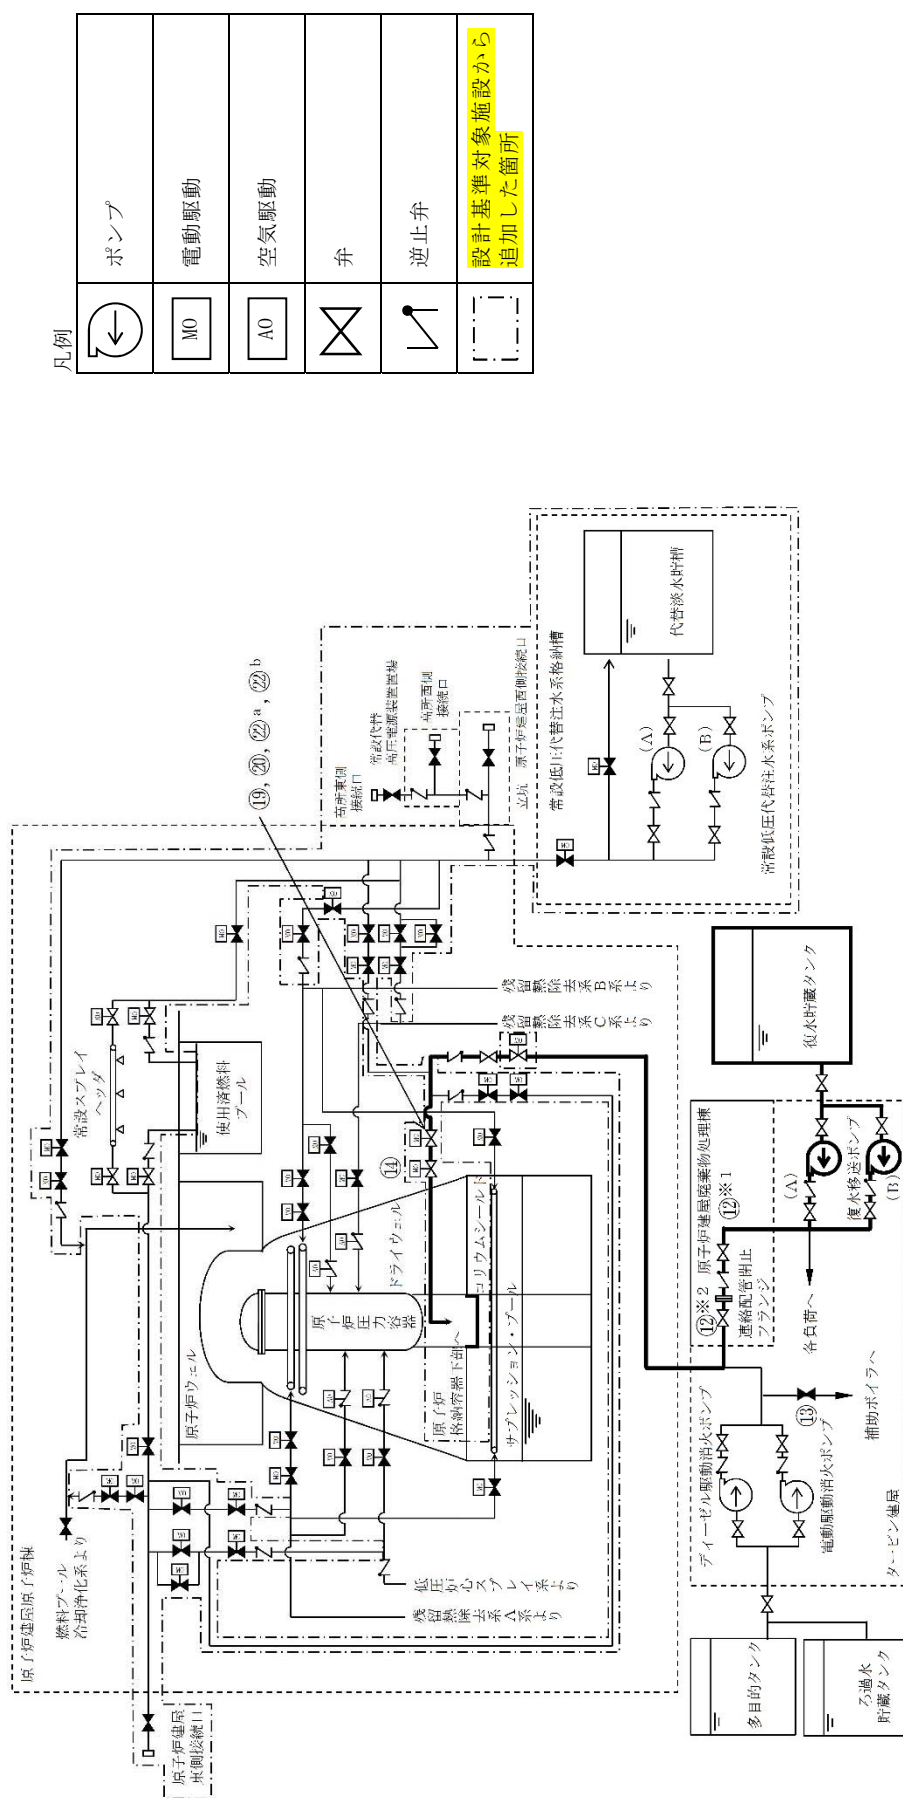 凡例
ポンプ
MO
電動駆動
AO
空気駆動
弁
逆止弁
設計基準対象施設から
追加した箇所
原子炉建屋原子炉棟
燃料プール
冷却浄化系より
原子炉建屋
東側接続口
原子炉ウェル
常設スプレイ
ヘッダ
使用済燃料
プール
⑲，⑳，㉒a，㉒b
高所東側
接続口
常設代替
高圧電源装置置場
高所西側
接続口
原子炉建屋西側接続口
立坑
常設低圧代替注水系格納槽
代替淡水貯槽
(A)
(B)
常設低圧代替注水系ポンプ
ドライウェル
原子炉圧力容器
原子炉
格納容器下部へ
コリウムシールド
サプレッション・プール
⑭
残留熱除去系B系より
残留熱除去系C系より
低圧炉心スプレイ系より
残留熱除去系A系より
復水貯蔵タンク
原子炉建屋廃棄物処理棟
⑫※1
⑫※2
連絡配管閉止
フランジ
(A)
復水移送ポンプ
(B)
各負荷へ
ディーゼル駆動消火ポンプ
⑬
補助ボイラへ
電動駆動消火ポンプ
タービン建屋
多目的タンク
ろ過水
貯蔵タンク